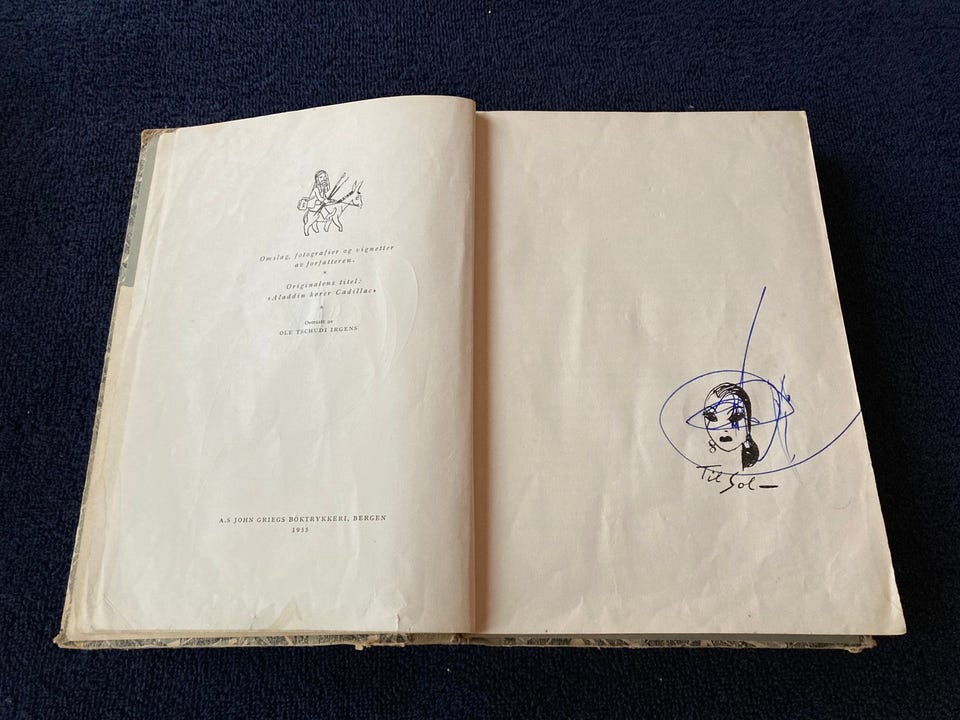 Omslag, fotografier og vignetter
av forfatteren.
*
Originalens titel:
«Aladdin kører Cadillac»
*
Oversatt av
OLE TSCHUDI IRGENS
A.S JOHN GRIEGS BOKTRYKKERI, BERGEN
1955
Til Sol —